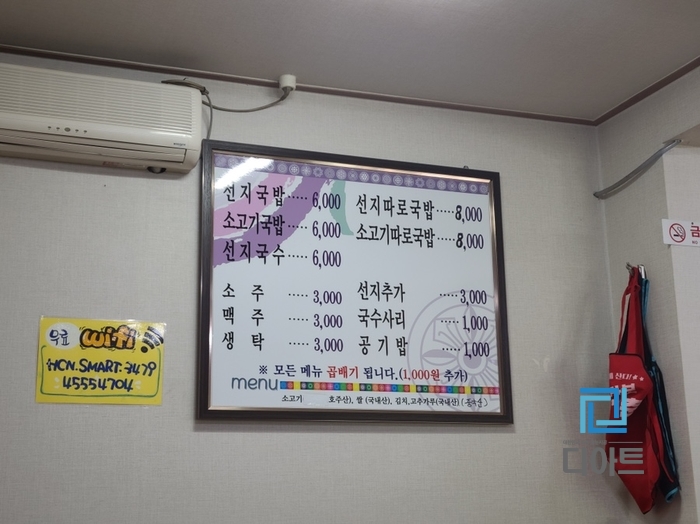 선지국밥 ····· 6,000
소고기국밥 ····· 6,000
선지국수 ····· 6,000
선지따로국밥 ····· 8,000
소고기따로국밥 ····· 8,000
소 주 ····· 3,000
맥 주 ····· 3,000
생 탁 ····· 3,000
선지추가 ····· 3,000
국수사리 ····· 1,000
공기밥 ····· 1,000
※ 모든 메뉴 곱배기 됩니다.(1,000원 추가)
menu
소고기 호주산), 쌀 (국내산), 김치,고추가루(국내산)
무료 wifi
HCN.SMART.3479
45554704
금
디아트